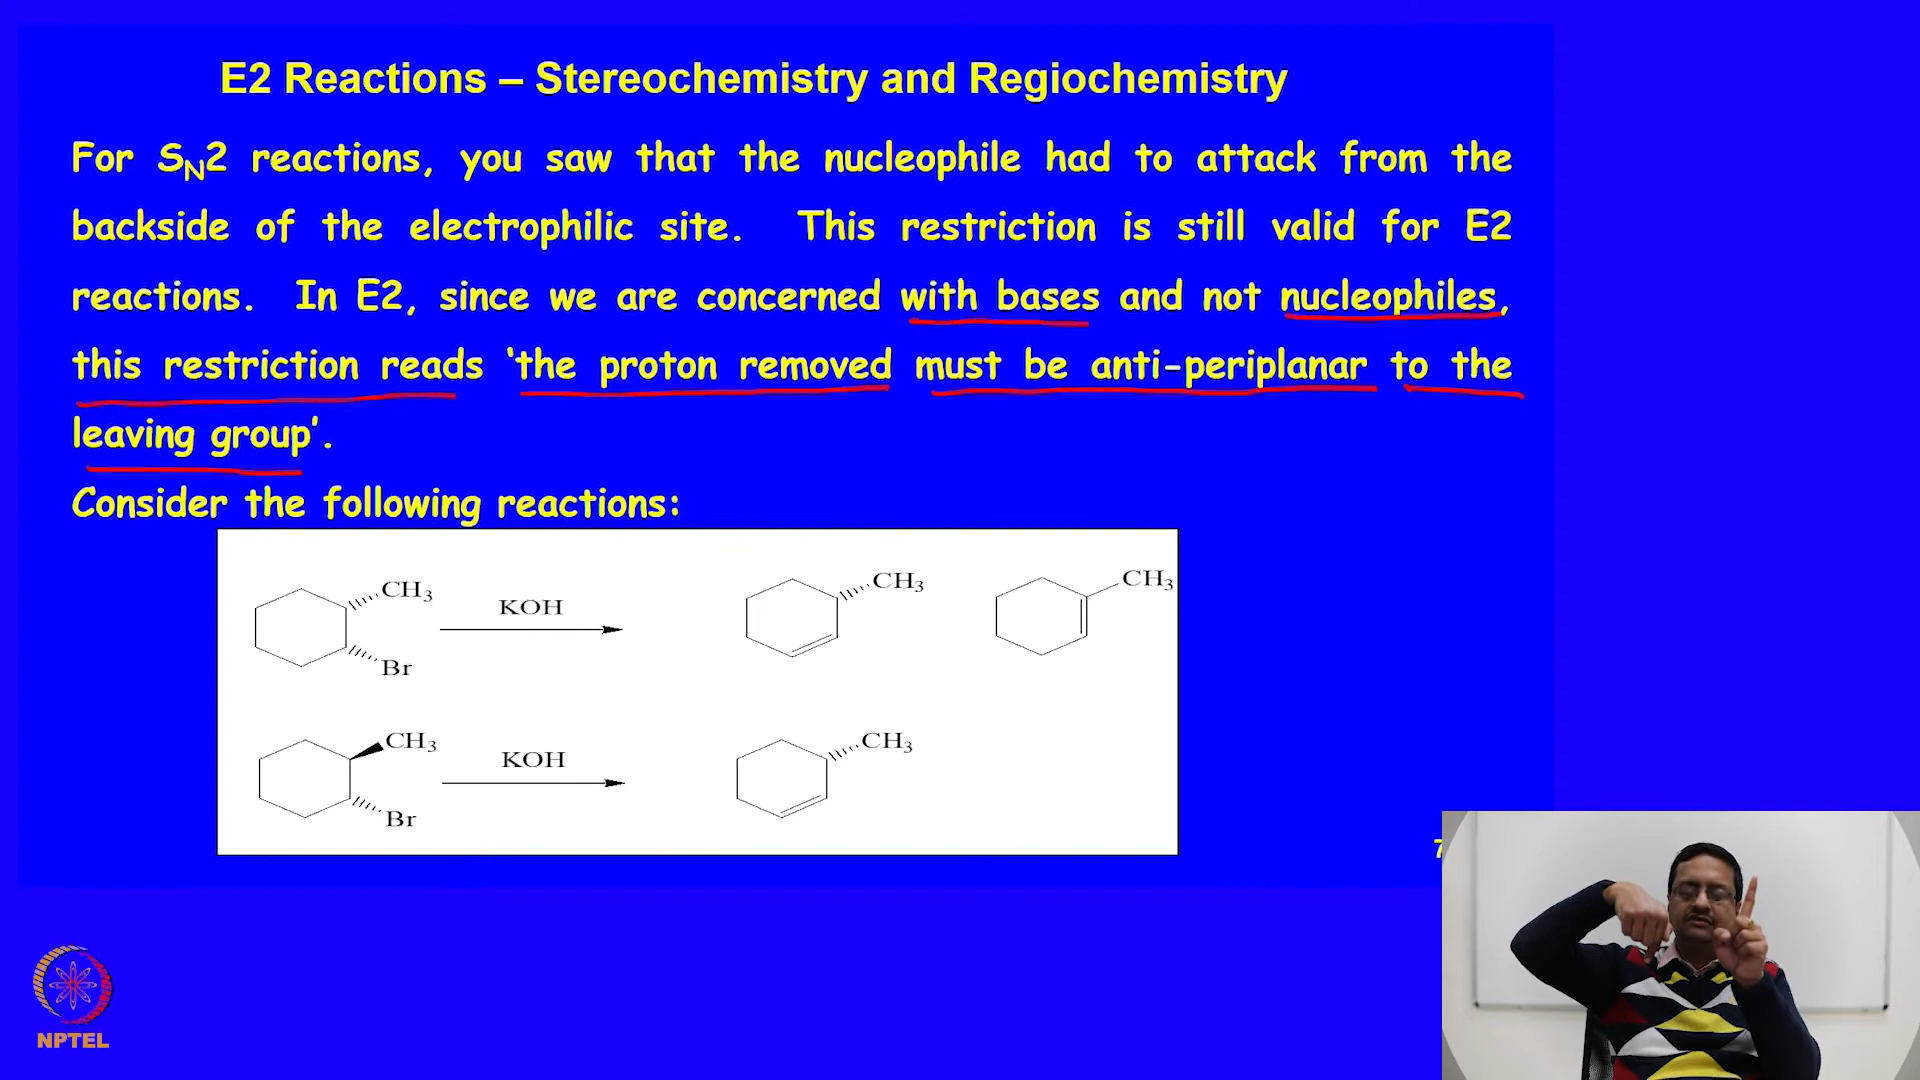 E2 Reactions – Stereochemistry and Regiochemistry
For SN2 reactions, you saw that the nucleophile had to attack from the
backside of the electrophilic site. This restriction is still valid for E2
reactions. In E2, since we are concerned with bases and not nucleophiles,
this restriction reads ‘the proton removed must be anti-periplanar to the
leaving group’.
Consider the following reactions:
CH3
KOH
Br
CH3
CH3
CH3
KOH
Br
CH3
7
NPTEL